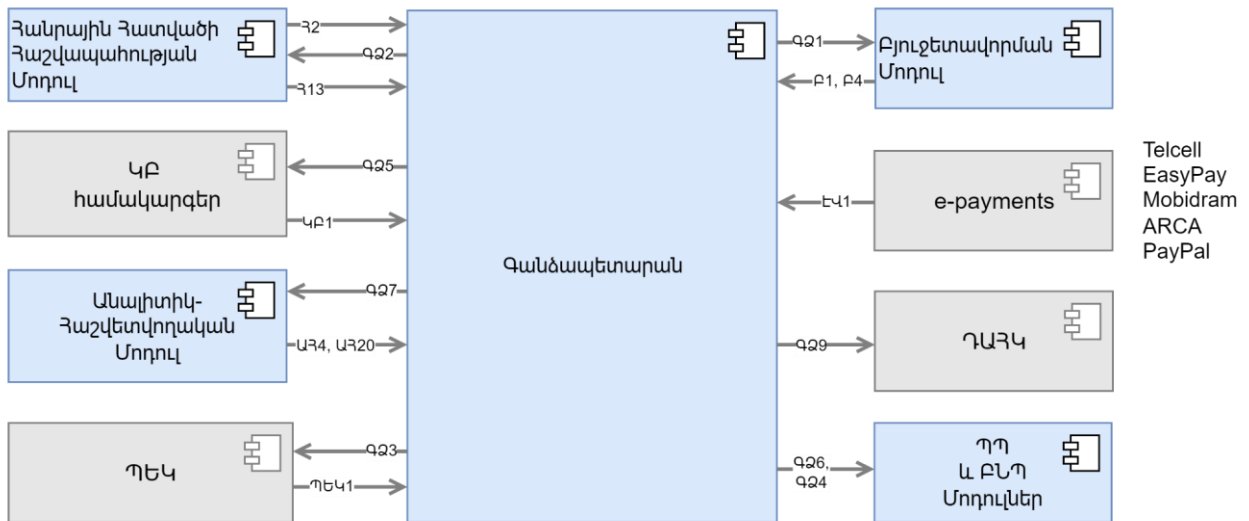 Հանրային Հատվածի
Հաշվապահության
Մոդուլ
Հ2
ԳՁ2
Հ13
ԿԲ
համակարգեր
ԳՁ5
ԿԲ1
Անալիտիկ-
Հաշվետվողական
Մոդուլ
ԳՁ7
ԱՀ4, ԱՀ20
ՊԵԿ
ԳՁ3
ՊԵԿ1
Գանձապետարան
ԳՁ1
Բ1, Բ4
Բյուջետավորման
Մոդուլ
ԷՎ1
e-payments
Telcell
EasyPay
Mobidram
ARCA
PayPal
ԳՁ9
ԴԱՀԿ
ԳՁ6,
ԳՁ4
ՊՊ
և ԲՆՊ
Մոդուլներ